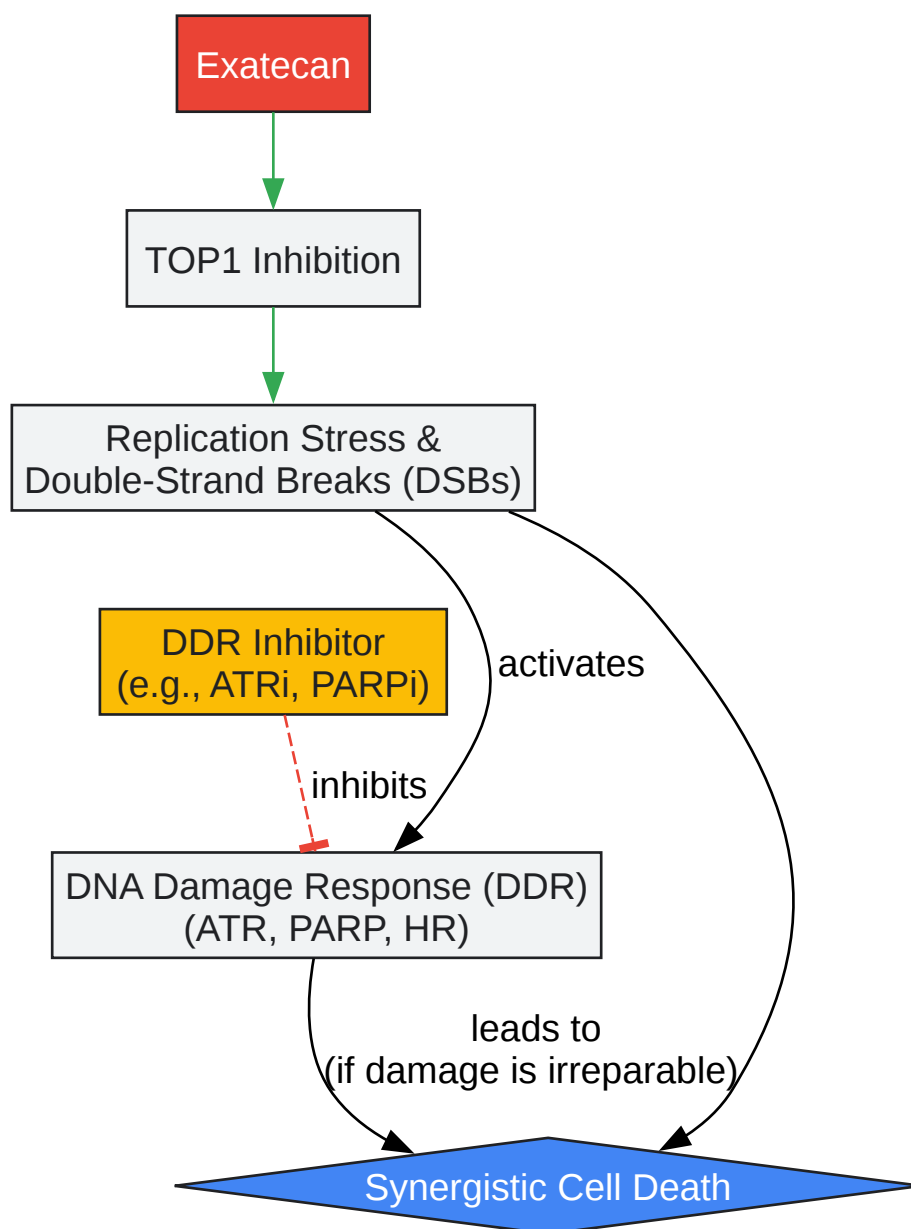 Exatecan
TOP1 Inhibition
Replication Stress &
Double-Strand Breaks (DSBs)
DDR Inhibitor
(e.g., ATRi, PARPi)
activates
inhibits
DNA Damage Response (DDR)
(ATR, PARP, HR)
leads to
(if damage is irreparable)
Synergistic Cell Death